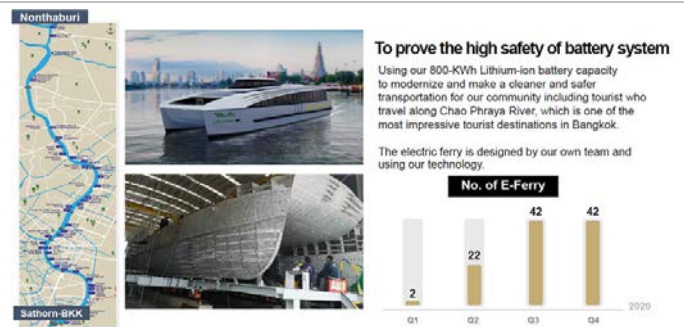 Nonthaburi
To prove the high safety of battery system
Using our 800-KWh Lithium-ion battery capacity
to modernize and make a cleaner and safer
transportation for our community including tourist who
travel along Chao Phraya River, which is one of the
most impressive tourist destinations in Bangkok.
The electric ferry is designed by our own team and
using our technology.
No. of E-Ferry
42
42
22
2
2020
Q1
Q2
Q3
Q4
Sathorn-BKK